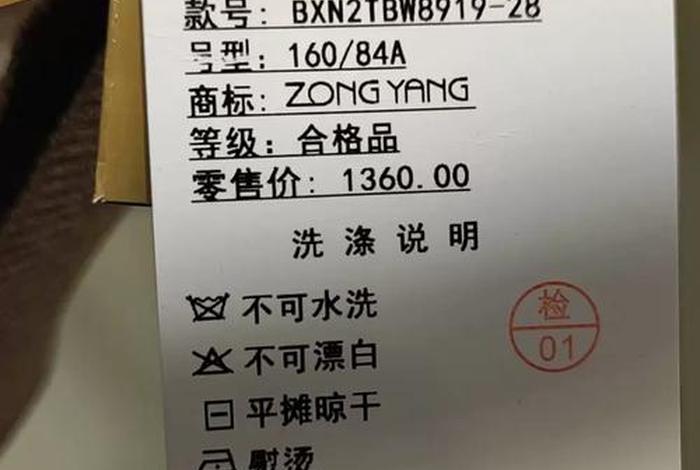 款号: BXN2TBW8919-28
号型: 160/84A
商标: ZONG YANG
等级: 合格品
零售价: 1360.00
洗涤说明
不可水洗
检
01
不可漂白
平摊晾干
熨烫